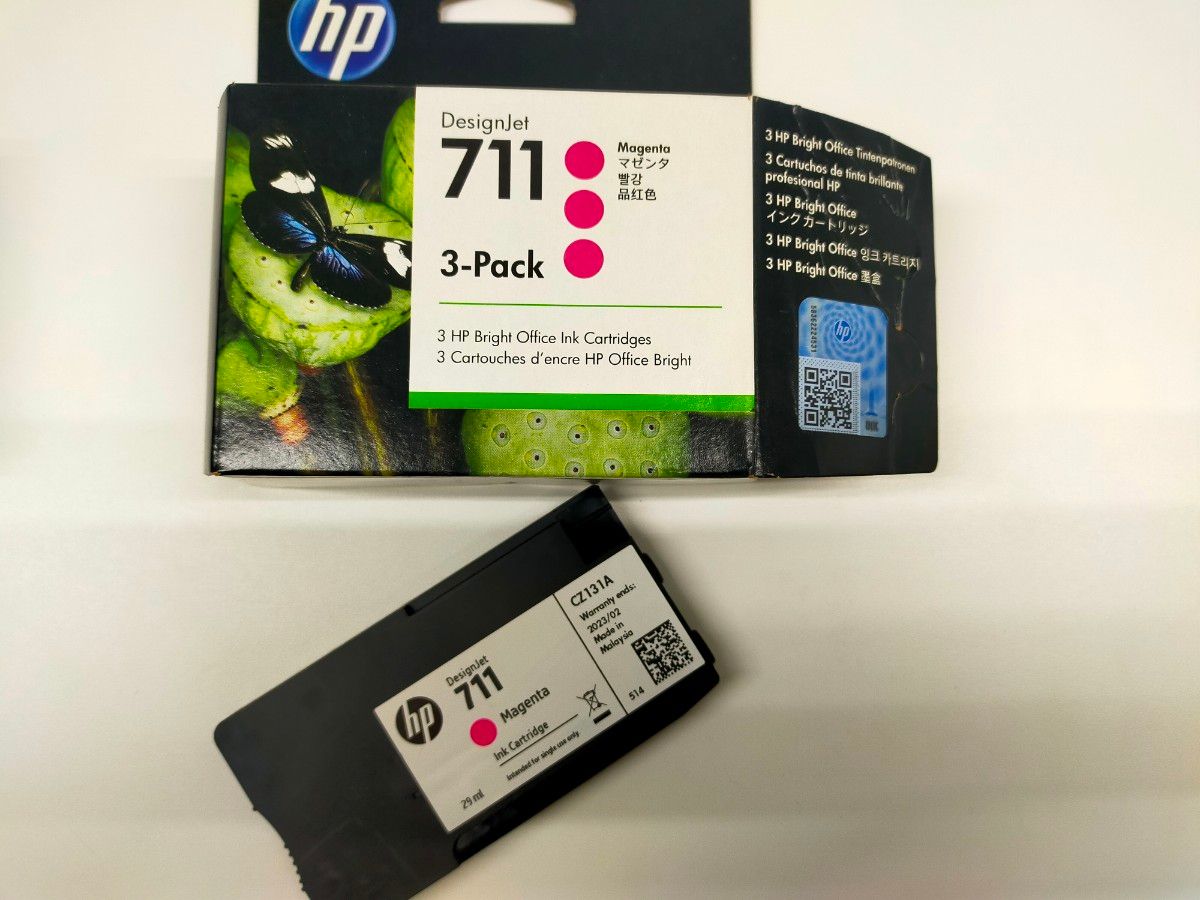 hp
DesignJet
711
Magenta
マゼンタ
빨강
品红色
3-Pack
3 HP Bright Office Ink Cartridges
3 Cartouches d'encre HP Office Bright
3 HP Bright Office Tintenpatronen
3 Cartuchos de tinta brillante
profesional HP
3 HP Bright Office
インクカートリッジ
3 HP Bright Office 잉크 카트리지
3 HP Bright Office 墨盒
hp
CZ131A
Warranty ends:
2023/02
Made in
Malaysia
514
hp
DesignJet
711
Magenta
Ink Cartridge
Intended for single use only.
29 ml